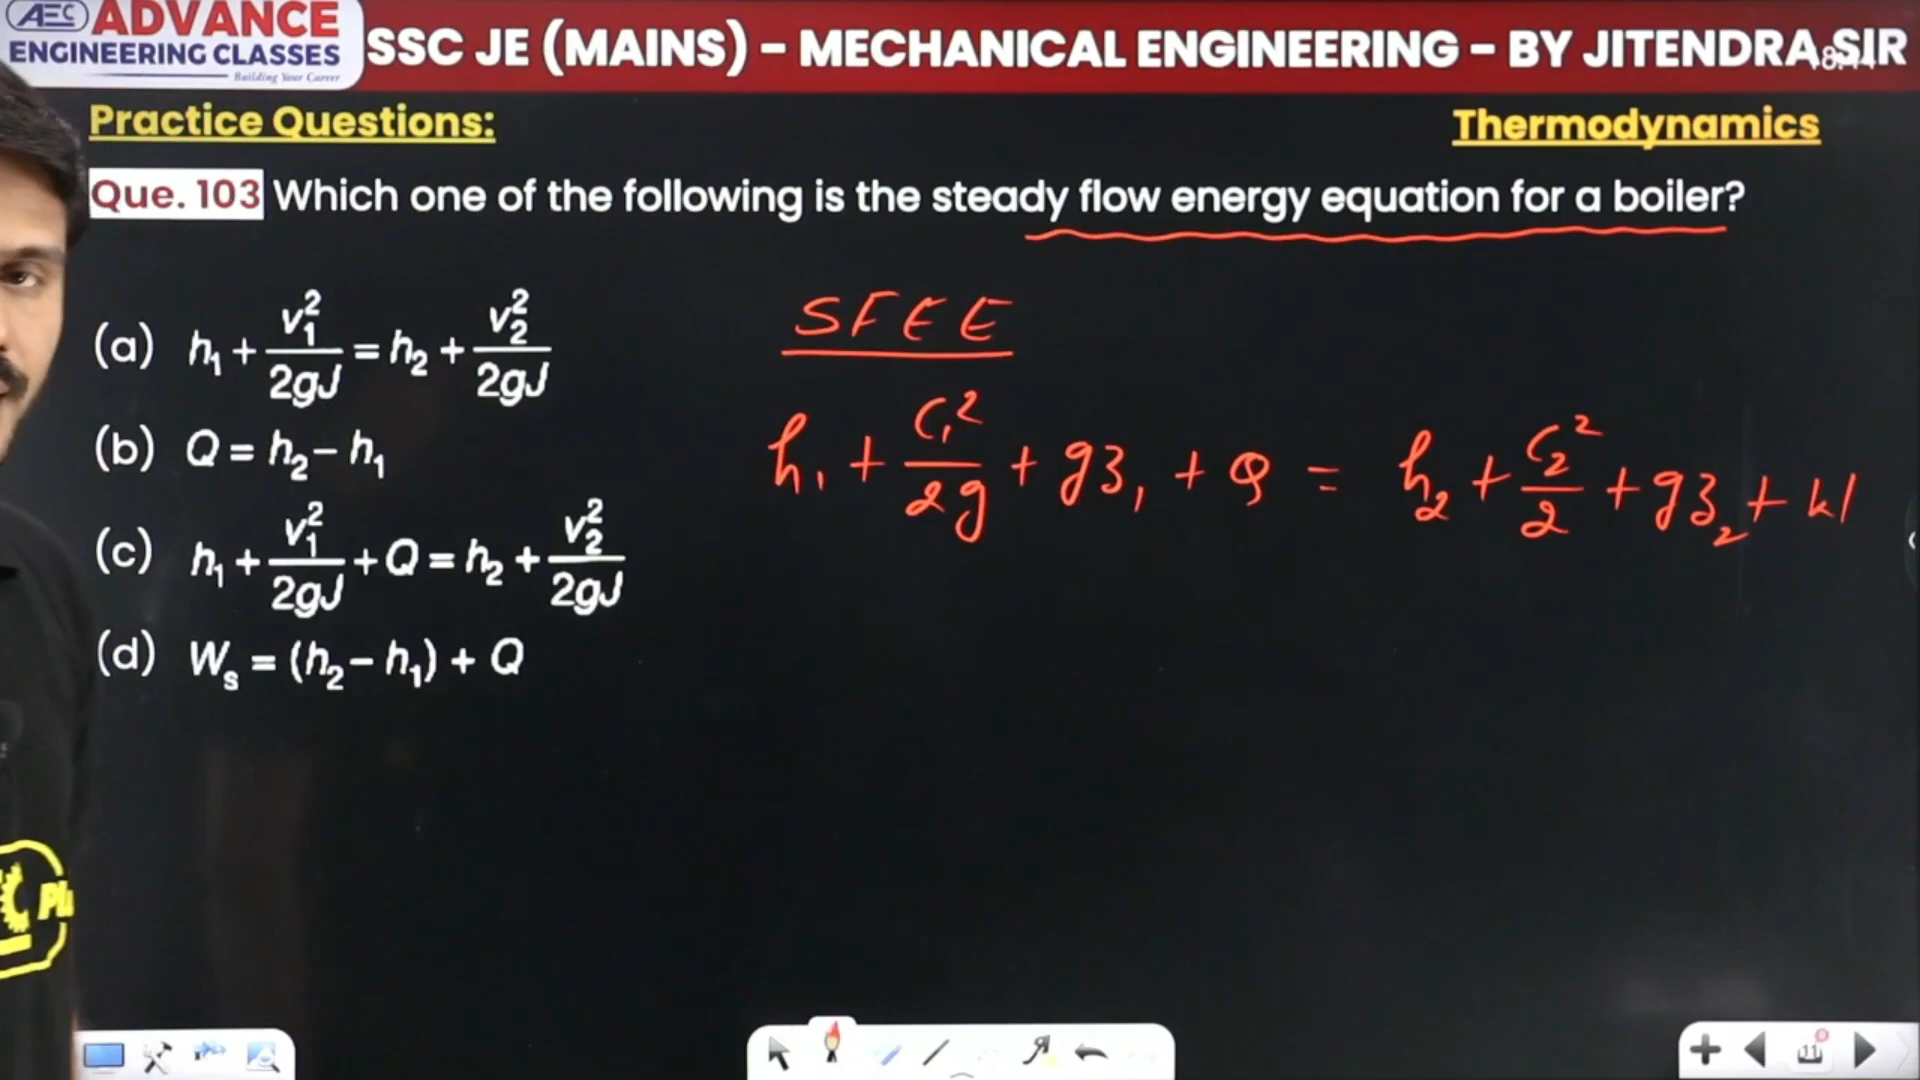 AEC ADVANCE
ENGINEERING CLASSES
Building Your Career
SSC JE (MAINS) – MECHANICAL ENGINEERING – BY JITENDRA SIR
Practice Questions:
Thermodynamics
Que. 103 Which one of the following is the steady flow energy equation for a boiler?
(a) h₁ + v₁²/2gJ = h₂ + v₂²/2gJ
(b) Q = h₂ – h₁
(c) h₁ + v₁²/2gJ + Q = h₂ + v₂²/2gJ
(d) Wₛ = (h₂ – h₁) + Q
SFEE
h₁ + C₁²/2g + gz₁ + Q = h₂ + C₂²/2 + gz₂ + W
11